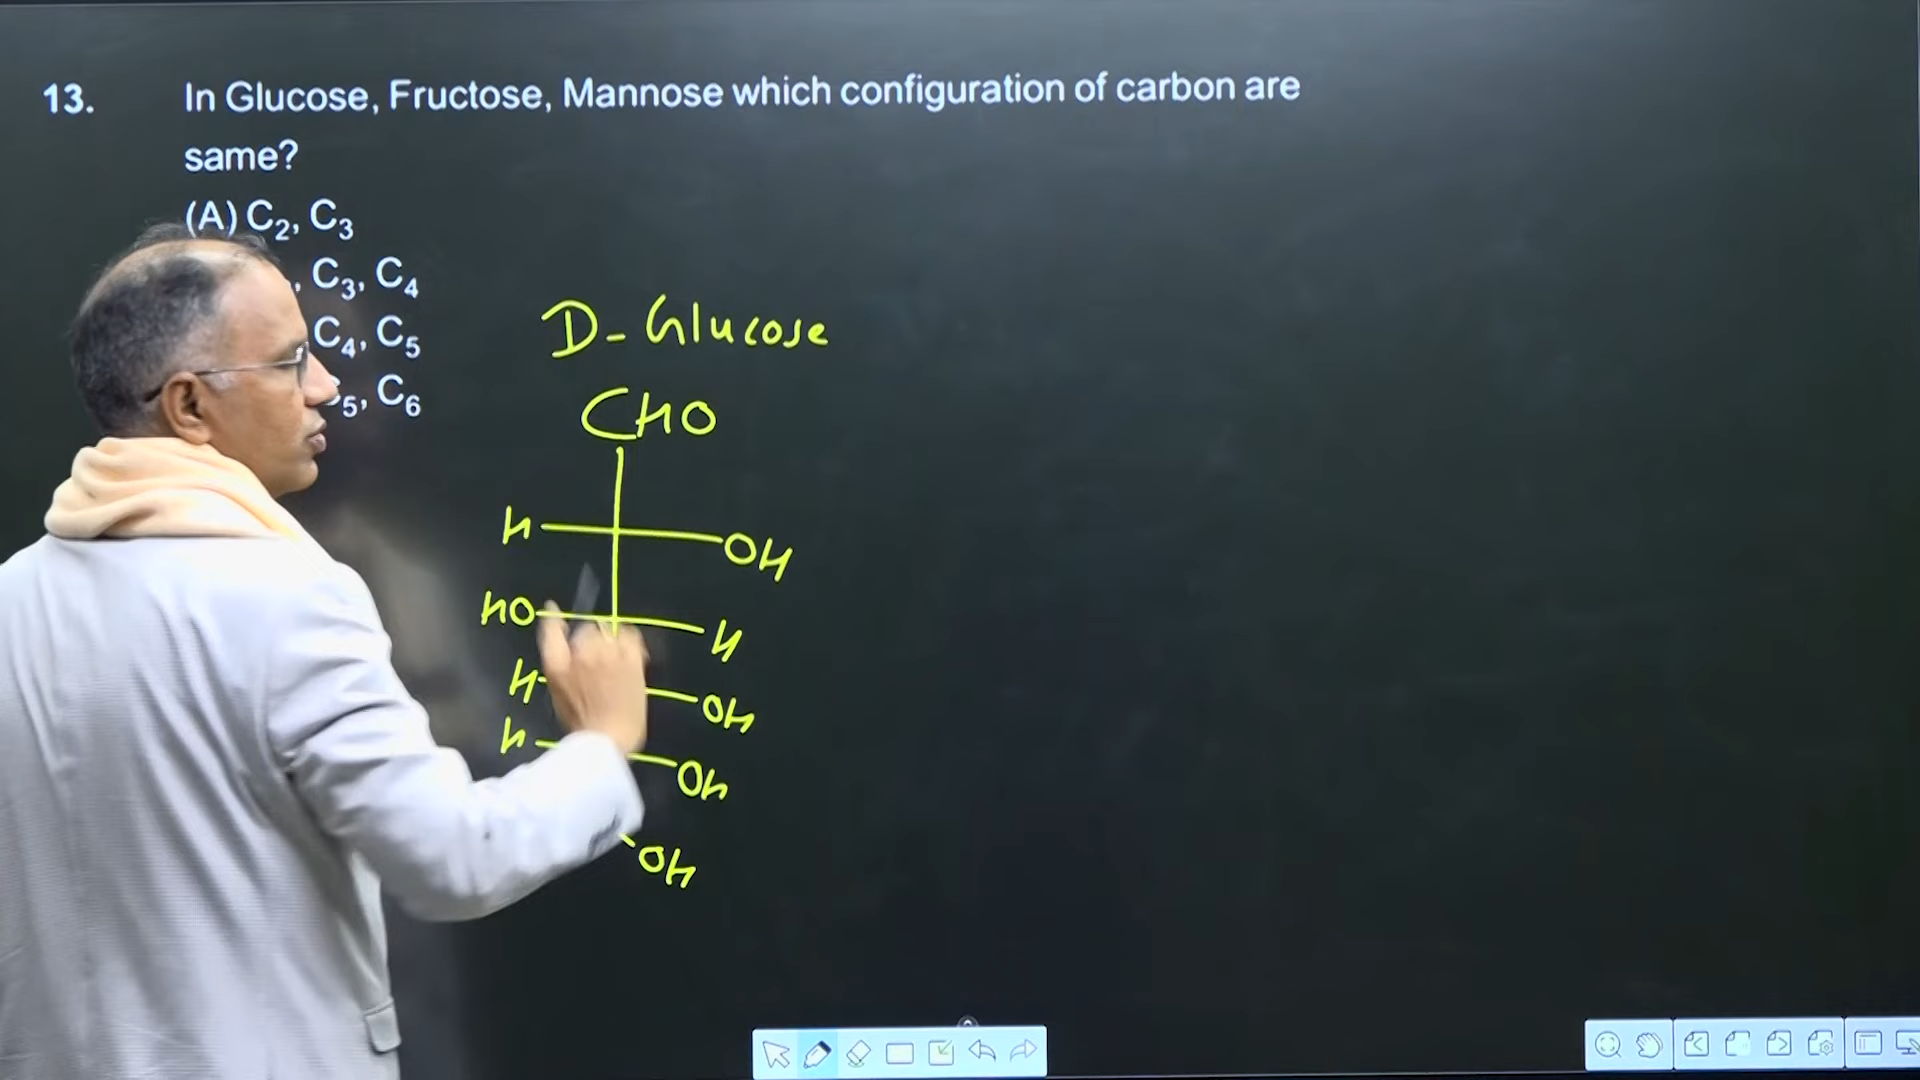 13. In Glucose, Fructose, Mannose which configuration of carbon are
same?
(A) C₂, C₃
, C₃, C₄
C₄, C₅
₅, C₆
D- Glucose
CHO
H OH
HO H
H OH
H OH
OH